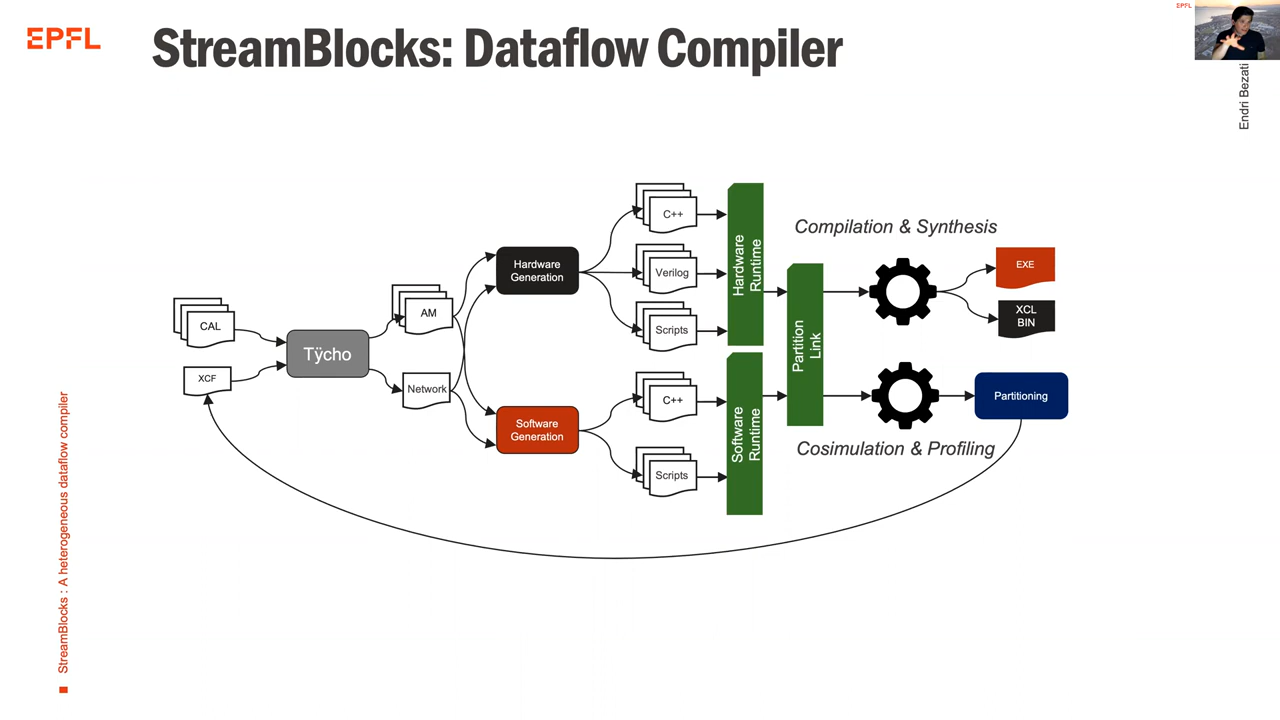 EPFL
StreamBlocks: Dataflow Compiler
EPFL
Endri Bezati
CAL
XCF
Tÿcho
AM
Network
Hardware
Generation
Software
Generation
C++
Verilog
Scripts
C++
Scripts
Hardware
Runtime
Software
Runtime
Partition
Link
Compilation & Synthesis
EXE
XCL
BIN
Partitioning
Cosimulation & Profiling
StreamBlocks : A heterogeneous dataflow compiler